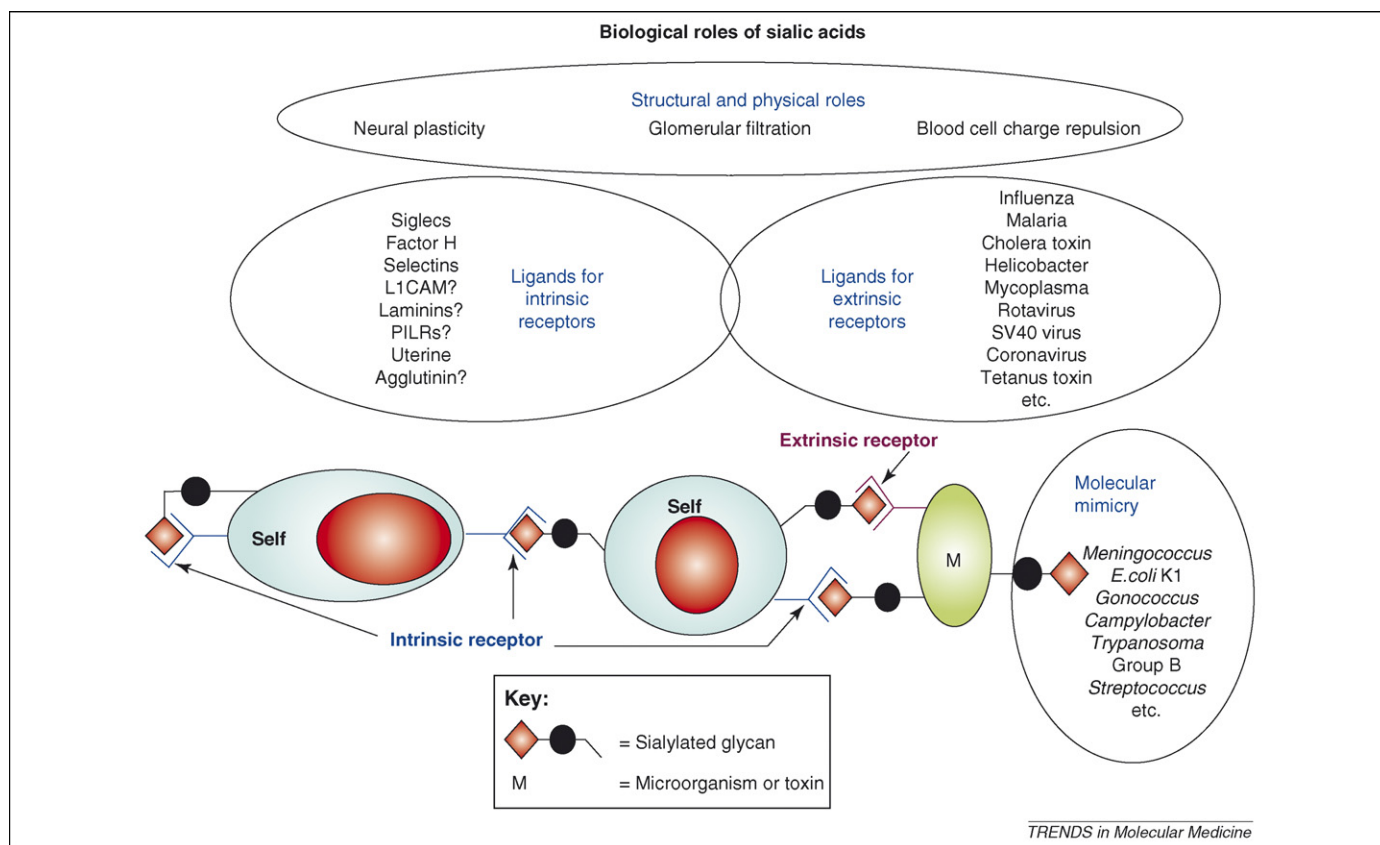 Biological roles of sialic acids
Structural and physical roles
Neural plasticity
Glomerular filtration
Blood cell charge repulsion
Siglecs
Factor H
Selectins
L1CAM?
Laminins?
PILRs?
Uterine
Agglutinin?
Ligands for
intrinsic
receptors
Ligands for
extrinsic
receptors
Influenza
Malaria
Cholera toxin
Helicobacter
Mycoplasma
Rotavirus
SV40 virus
Coronavirus
Tetanus toxin
etc.
Extrinsic receptor
Self
Self
M
Intrinsic receptor
Molecular
mimicry
Meningococcus
E.coli K1
Gonococcus
Campylobacter
Trypanosoma
Group B
Streptococcus
etc.
Key:
= Sialylated glycan
M = Microorganism or toxin
TRENDS in Molecular Medicine